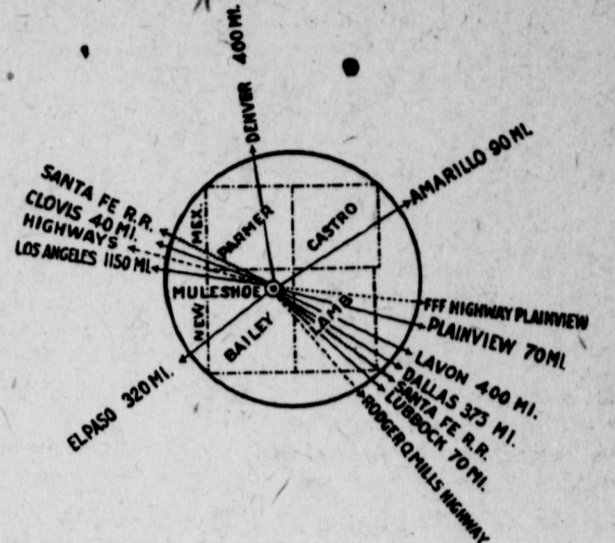 DENVER 400 MI.
AMARILLO 90 MI.
SANTA FE R.R.
CLOVIS 40 MI.
HIGHWAYS
LOS ANGELES 1150 MI.
NEW MEX.
PARMER
CASTRO
MULESHOE
BAILEY
LAMB
FFF HIGHWAY PLAINVIEW
PLAINVIEW 70 MI.
LAVON 400 MI.
DALLAS 375 MI.
SANTA FE R.R.
LUBBOCK 70 MI.
RODGER Q MILLS HIGHWAY
ELPASO 320 MI.